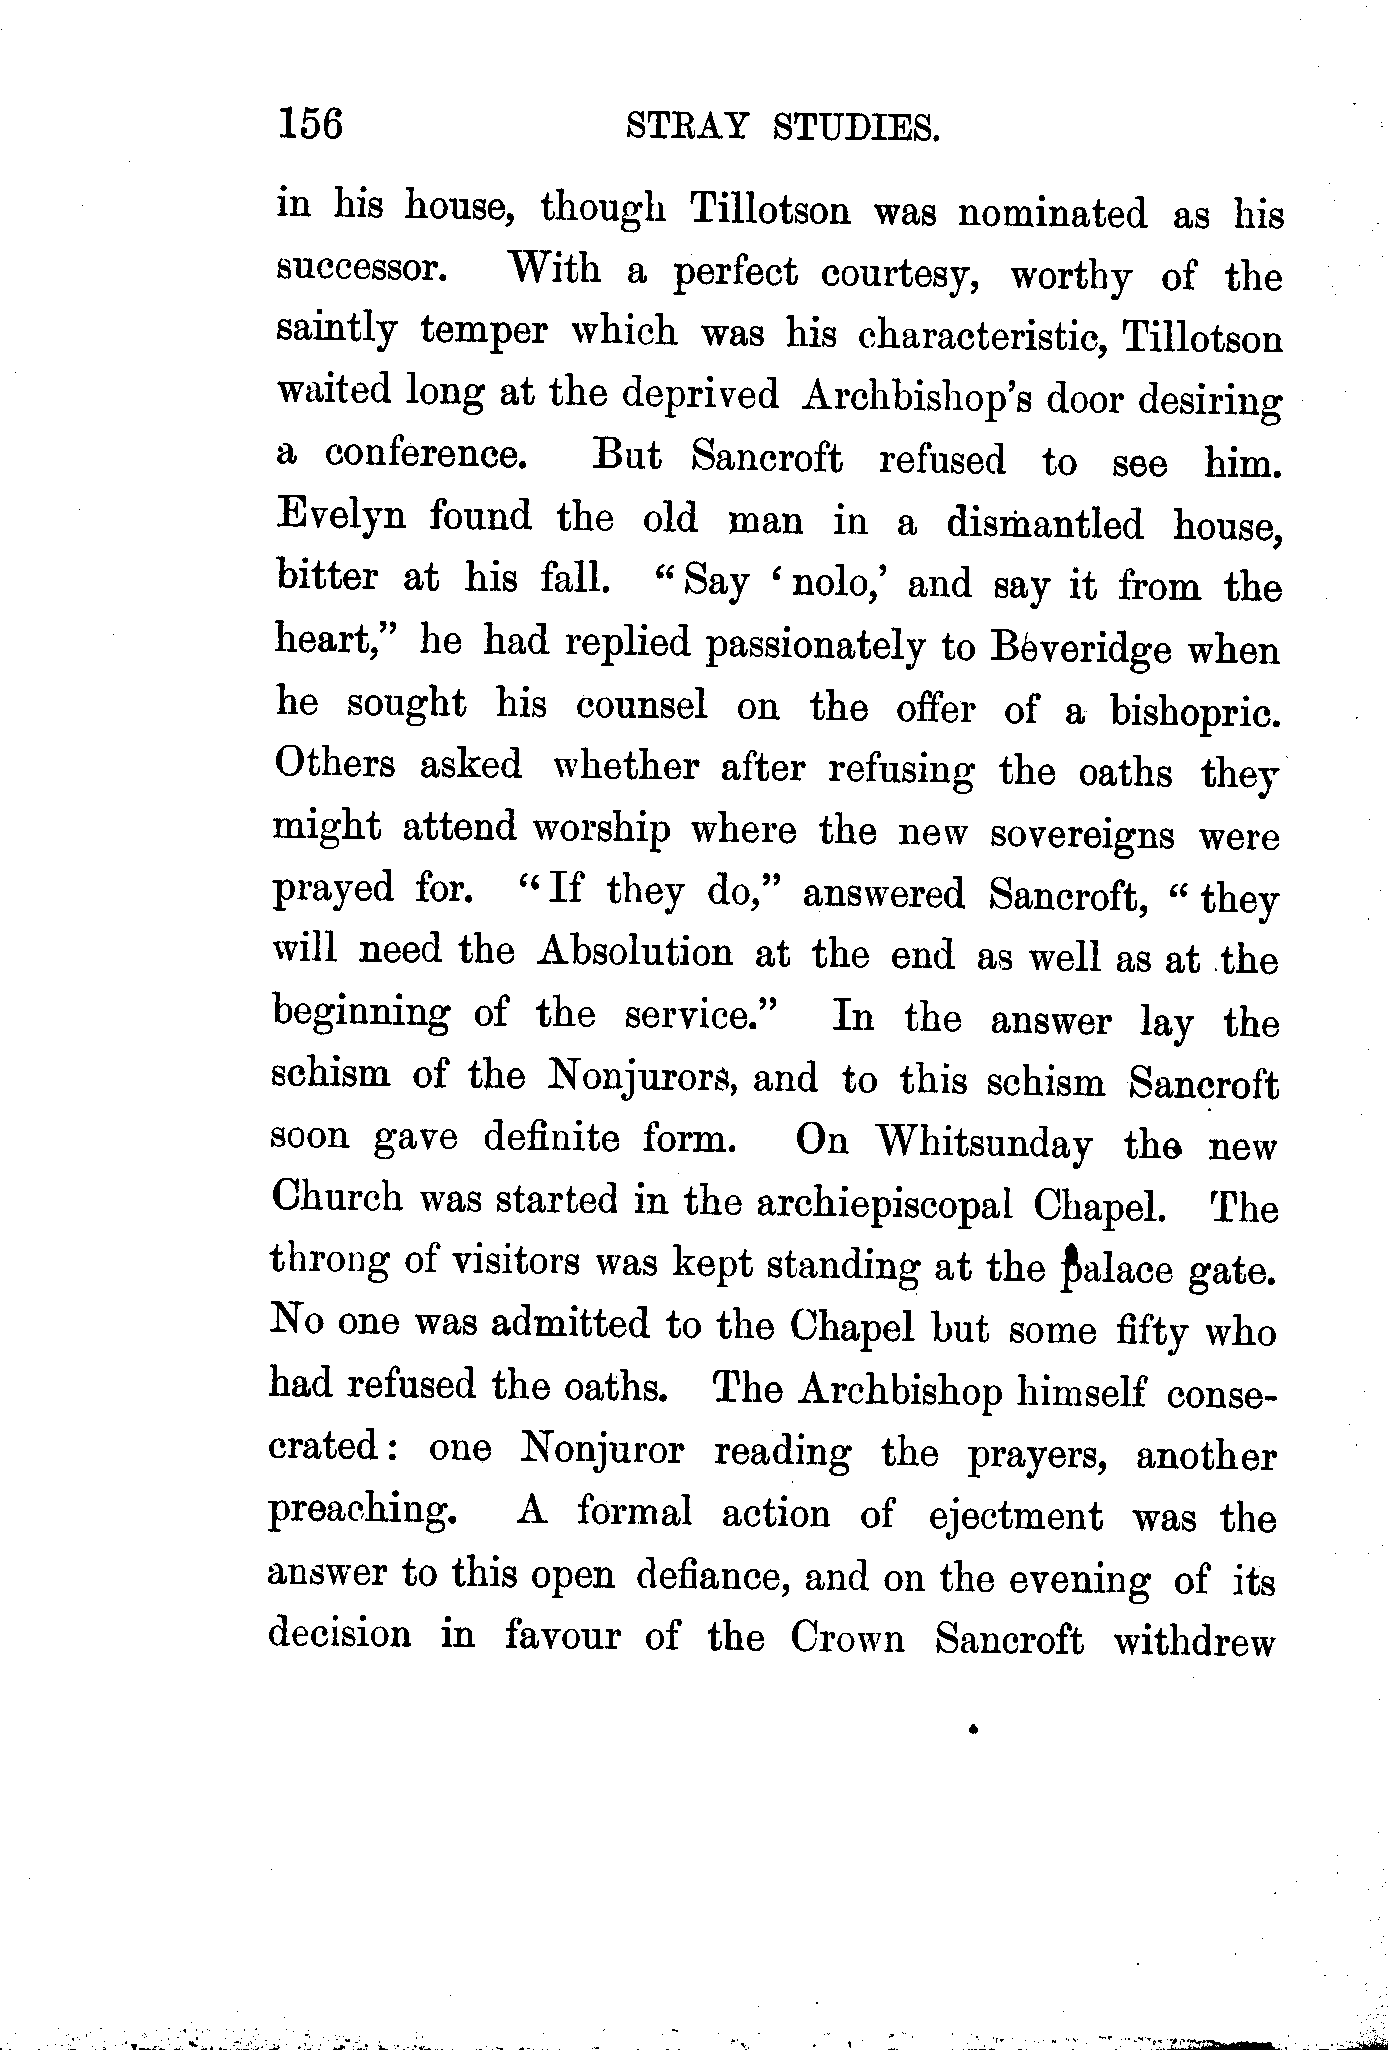 156 STRAY STUDIES.
in his house, though Tillotson was nominated as his
successor. With a perfect courtesy, worthy of the
saintly temper which was his characteristic, Tillotson
waited long at the deprived Archbishop's door desiring
a conference. But Sancroft refused to see him.
Evelyn found the old man in a dismantled house,
bitter at his fall. “Say ‘nolo,’ and say it from the
heart,” he had replied passionately to Beveridge when
he sought his counsel on the offer of a bishopric.
Others asked whether after refusing the oaths they
might attend worship where the new sovereigns were
prayed for. “If they do,” answered Sancroft, “they
will need the Absolution at the end as well as at the
beginning of the service.” In the answer lay the
schism of the Nonjurors, and to this schism Sancroft
soon gave definite form. On Whitsunday the new
Church was started in the archiepiscopal Chapel. The
throng of visitors was kept standing at the palace gate.
No one was admitted to the Chapel but some fifty who
had refused the oaths. The Archbishop himself conse-
crated: one Nonjuror reading the prayers, another
preaching. A formal action of ejectment was the
answer to this open defiance, and on the evening of its
decision in favour of the Crown Sancroft withdrew